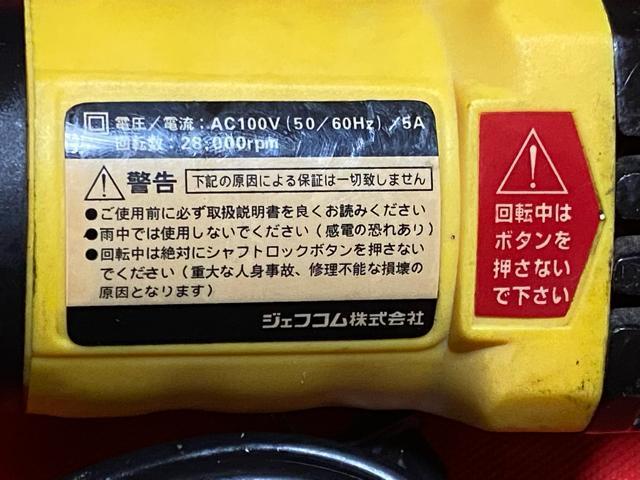 電圧／電流：AC100V（50／60Hz）／5A
回転数：28,000rpm
警告 下記の原因による保証は一切致しません
●ご使用前に必ず取扱説明書を良くお読みください
●雨中では使用しないでください（感電の恐れあり）
●回転中は絶対にシャフトロックボタンを押さない
でください（重大な人身事故、修理不能な損壊の
原因となります）
ジェフコム株式会社
回転中は
ボタンを
押さない
で下さい